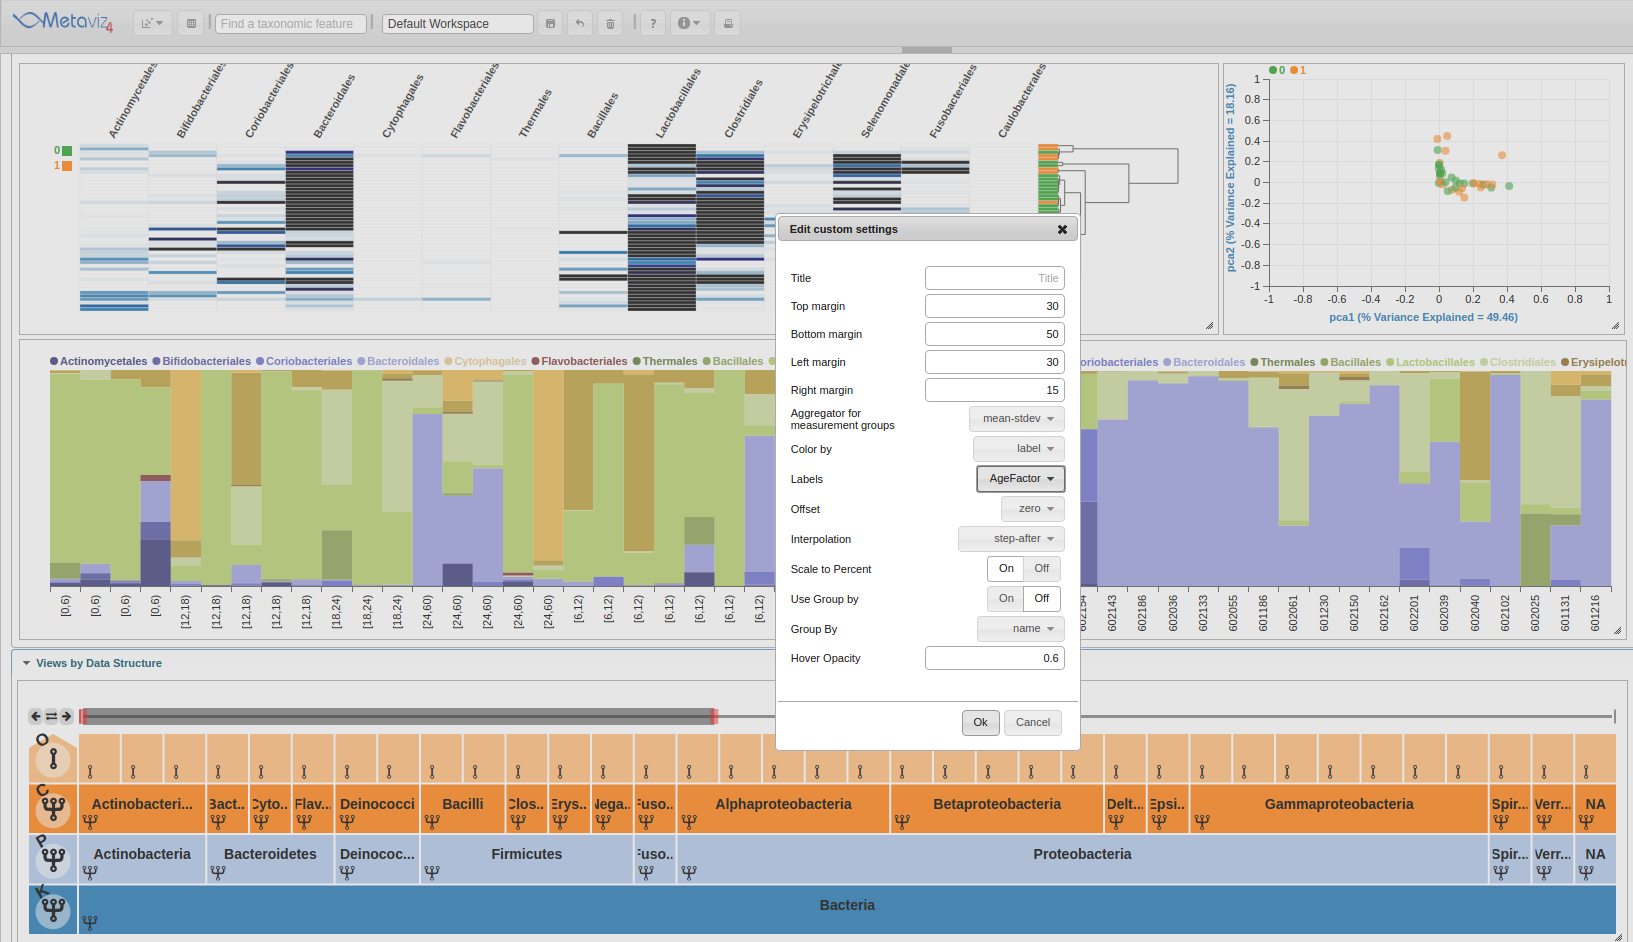 Metaviz 4
Find a taxonomic feature
Default Workspace
?
Actinomycetales
Bifidobacteriales
Coriobacteriales
Bacteroidales
Cytophagales
Flavobacteriales
Thermales
Bacillales
Lactobacillales
Clostridiales
Selenomonadale
Fusobacteriales
Caulobacterales
0
1
0 1
pca2 (% Variance Explained = 18.16)
1
0.8
0.6
0.4
0.2
0
-0.2
-0.4
-0.6
-0.8
-1
-1 -0.8 -0.6 -0.4 -0.2 0 0.2 0.4 0.6 0.8 1
pca1 (% Variance Explained = 49.46)
Edit custom settings
Title Title
Top margin 30
Bottom margin 50
Left margin 30
Right margin 15
Aggregator for
measurement groups mean-stdev
Color by label
Labels AgeFactor
Offset zero
Interpolation step-after
Scale to Percent On Off
Use Group by On Off
Group By name
Hover Opacity 0.6
Ok Cancel
Actinomycetales Bifidobacteriales Coriobacteriales Bacteroidales Cytophagales Flavobacteriales Thermales Bacillales
[0,6) [0,6) [0,6) [0,6) [12,18) [12,18) [12,18) [12,18) [12,18) [18,24) [18,24) [18,24) [24,60) [24,60) [24,60) [24,60) [24,60) [6,12) [6,12) [6,12) [6,12) [6,12) [6,12) [6,12)
oriobacteriales Bacteroidales Thermales Bacillales Lactobacillales Clostridiales Erysipelotr
602143 602186 602036 602133 602055 601186 602061 601230 602150 602162 602201 602039 602040 602102 602025 601131 601216
Views by Data Structure
O
C
Actinobacteri... Bact.. Cyto.. Flav.. Deinococci Bacilli Clos.. Erys.. Nega.. Fuso.. Alphaproteobacteria Betaproteobacteria Delt.. Epsi.. Gammaproteobacteria Spir... Verr... NA
P
Actinobacteria Bacteroidetes Deinococ... Firmicutes Fuso.. Proteobacteria Spir... Verr... NA
K
Bacteria